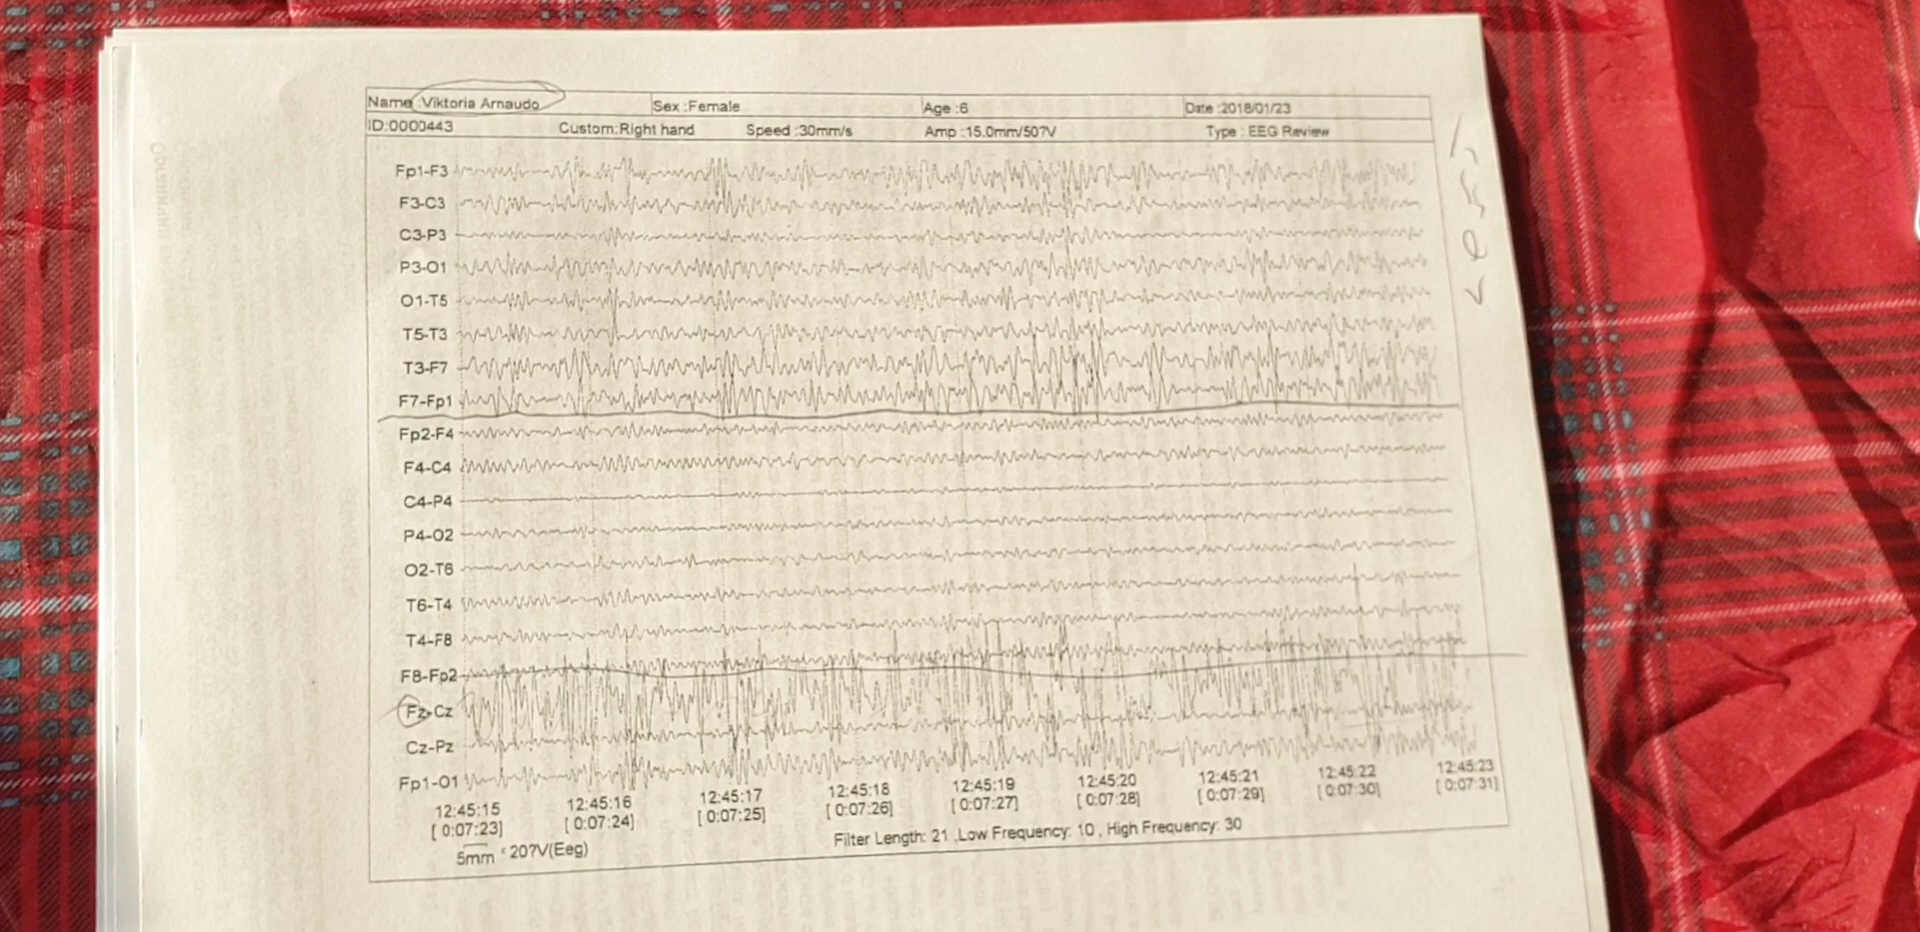 Name :Viktoria Arnaudo Sex :Female Age :6 Date :2018/01/23
ID:0000443 Custom:Right hand Speed :30mm/s Amp :15.0mm/50?V Type : EEG Review
Fp1-F3
F3-C3
C3-P3
P3-O1
O1-T5
T5-T3
T3-F7
F7-Fp1
Fp2-F4
F4-C4
C4-P4
P4-O2
O2-T6
T6-T4
T4-F8
F8-Fp2
Fz-Cz
Cz-Pz
Fp1-O1
12:45:15 12:45:16 12:45:17 12:45:18 12:45:19 12:45:20 12:45:21 12:45:22 12:45:23
[ 0:07:23] [ 0:07:24] [ 0:07:25] [ 0:07:26] [ 0:07:27] [ 0:07:28] [ 0:07:29] [ 0:07:30] [ 0:07:31]
5mm 20?V(Eeg) Filter Length: 21 ,Low Frequency: 10 , High Frequency: 30